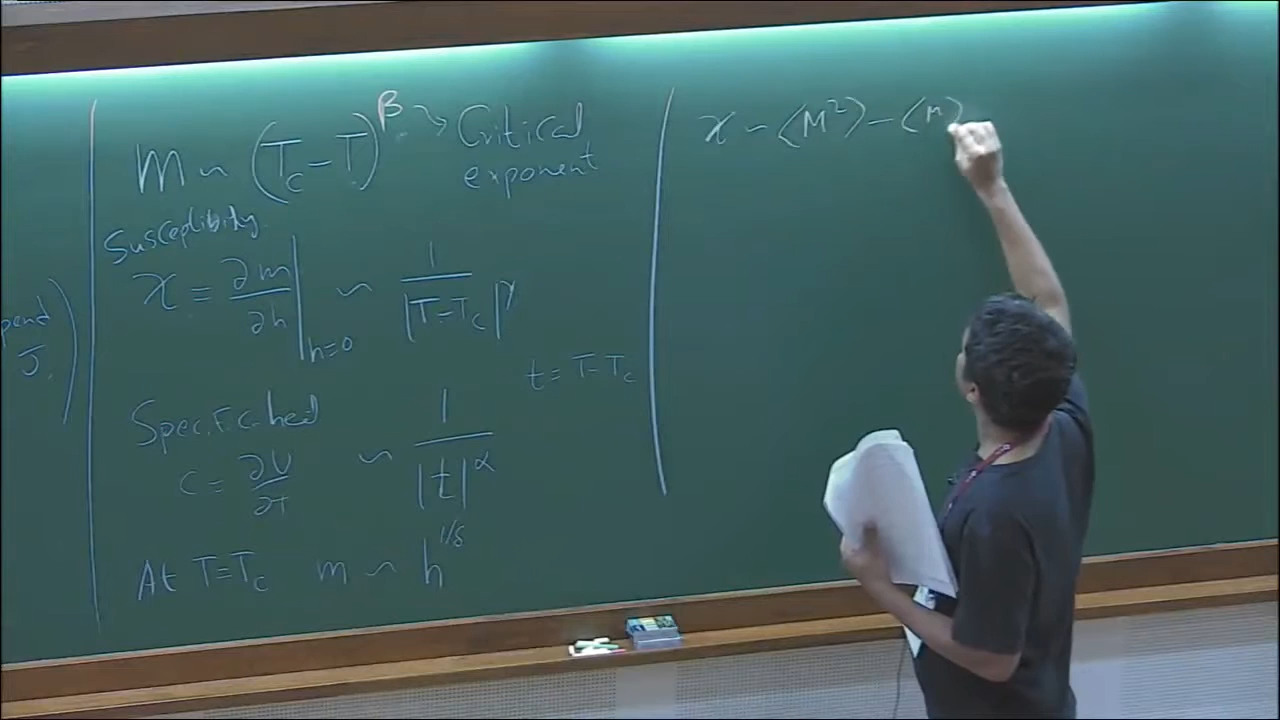 pend
J.
m ~ (T_c - T)^β → Critical
exponent
Susceptibility
χ = ∂m/∂h |_{h=0} ~ 1/|T - T_c|^γ
t = T - T_c
Specific heat
c = ∂U/∂T ~ 1/|t|^α
At T = T_c m ~ h^{1/δ}
χ ~ ⟨M²⟩ - ⟨M⟩